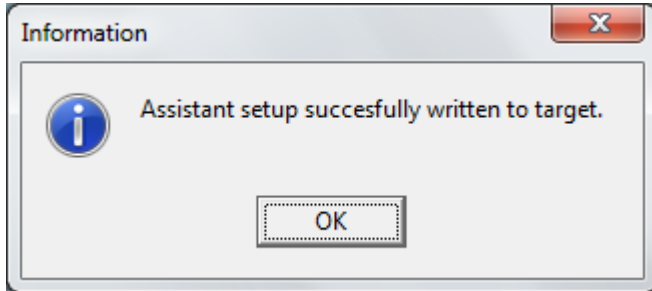 Information
Assistant setup succesfully written to target.
OK